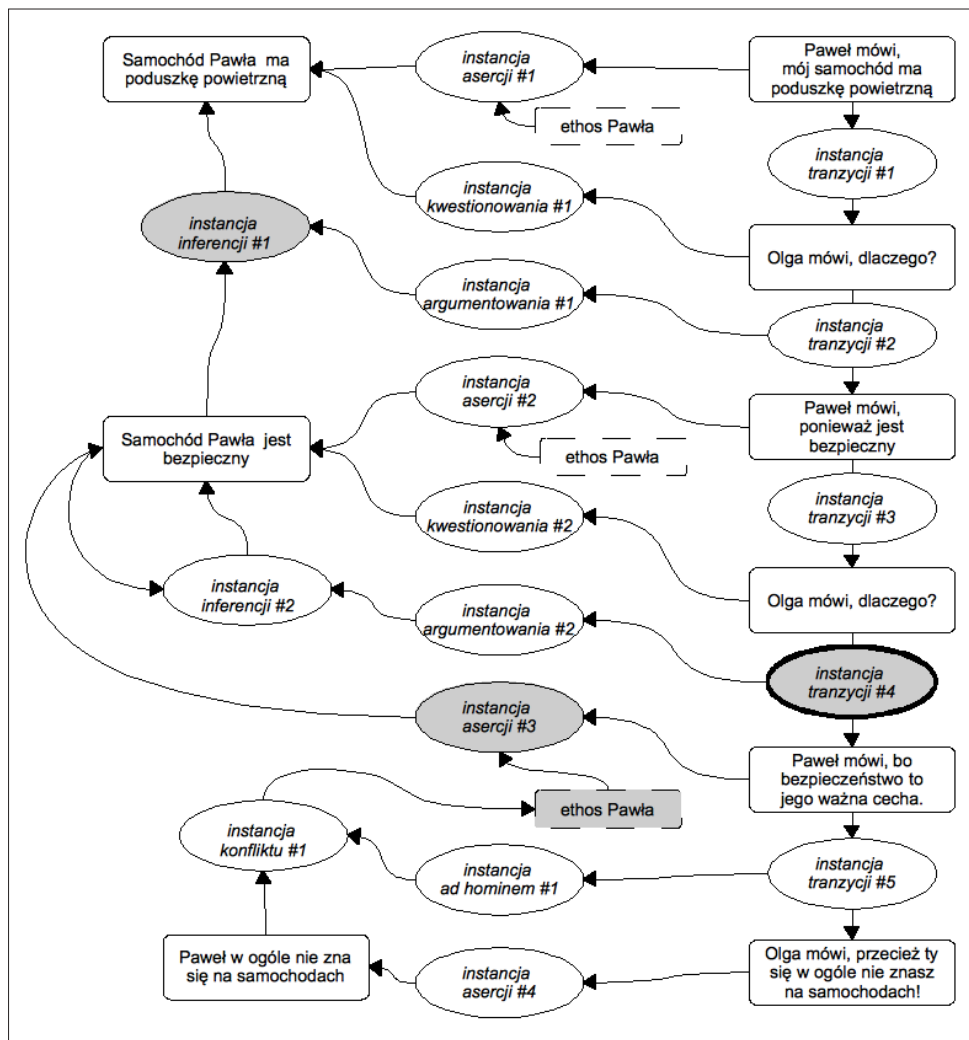 Samochód Pawła ma
poduszkę powietrzną
instancja
asercji #1
Paweł mówi,
mój samochód ma
poduszkę powietrzną
ethos Pawła
instancja
tranzycji #1
instancja
kwestionowania #1
instancja
inferencji #1
Olga mówi, dlaczego?
instancja
argumentowania #1
instancja
tranzycji #2
instancja
asercji #2
Paweł mówi,
ponieważ jest
bezpieczny
Samochód Pawła jest
bezpieczny
ethos Pawła
instancja
kwestionowania #2
instancja
tranzycji #3
instancja
inferencji #2
Olga mówi, dlaczego?
instancja
argumentowania #2
instancja
tranzycji #4
instancja
asercji #3
Paweł mówi, bo
bezpieczeństwo to
jego ważna cecha.
ethos Pawła
instancja
konfliktu #1
instancja
ad hominem #1
instancja
tranzycji #5
Paweł w ogóle nie zna
się na samochodach
instancja
asercji #4
Olga mówi, przecież ty
się w ogóle nie znasz
na samochodach!